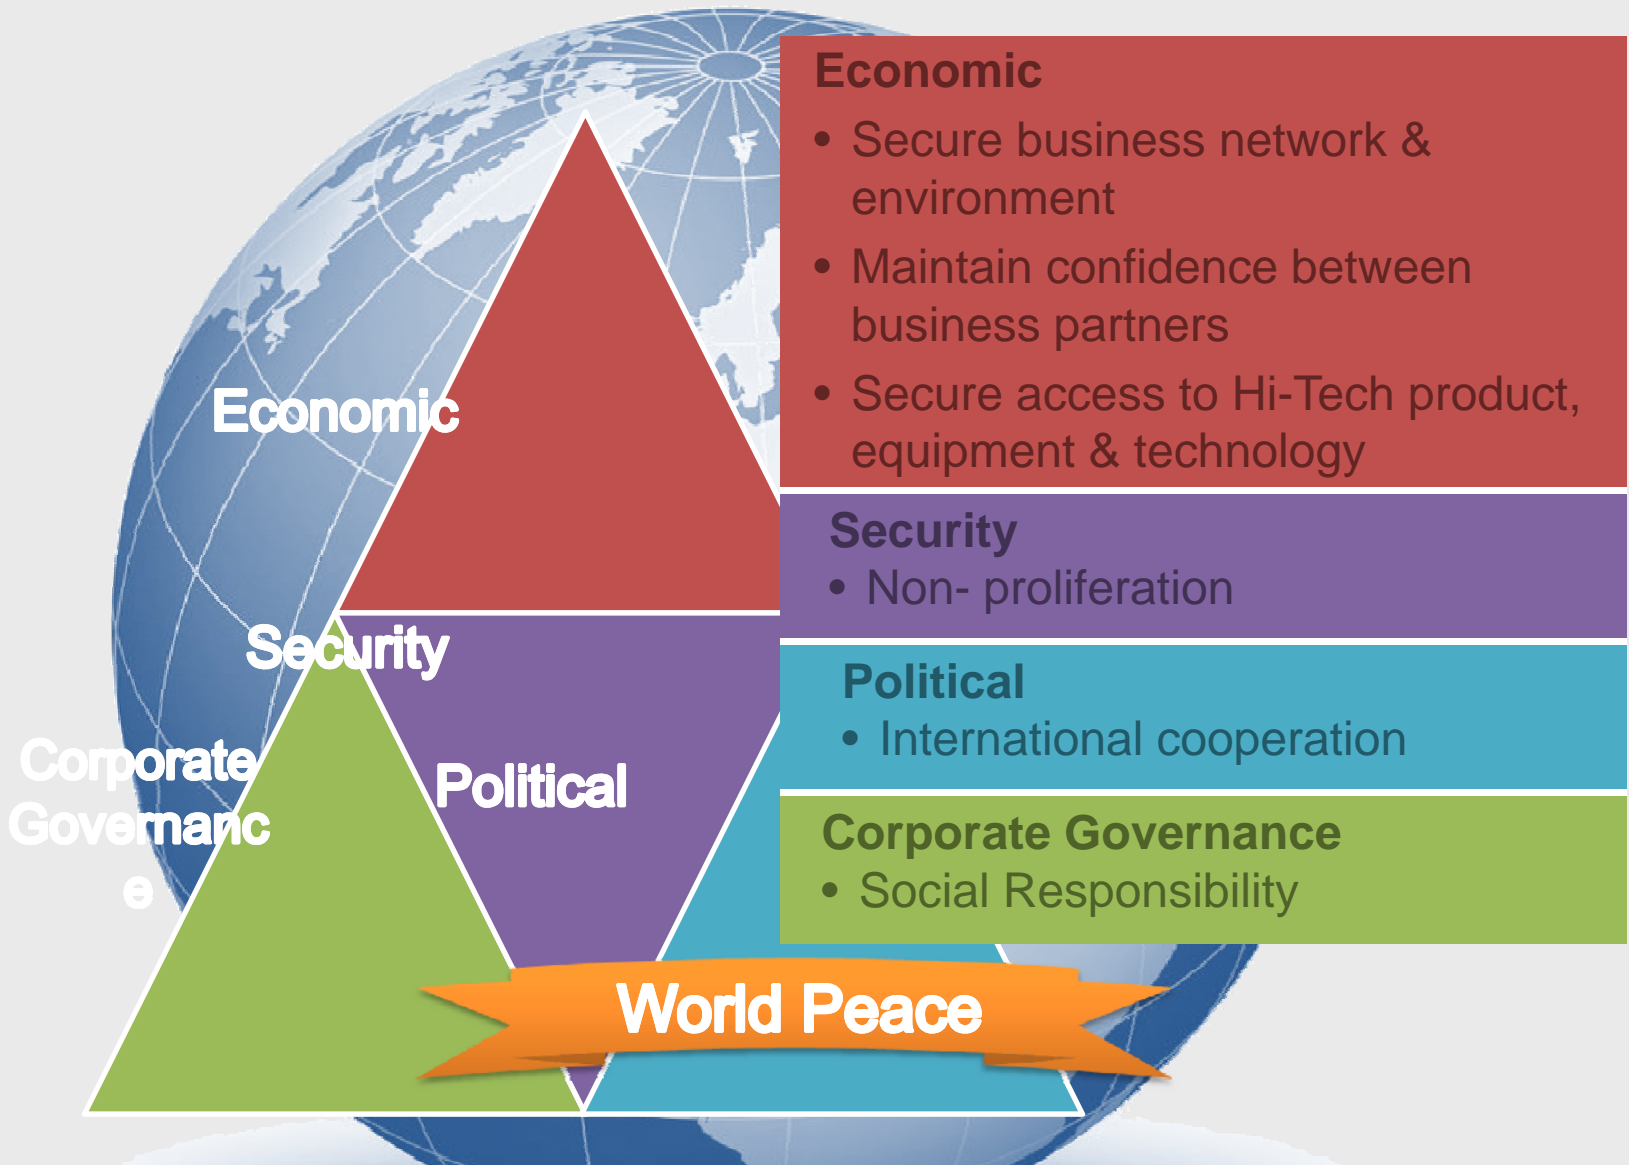 Economic
• Secure business network &
environment
• Maintain confidence between
business partners
• Secure access to Hi-Tech product,
equipment & technology
Security
• Non- proliferation
Political
• International cooperation
Corporate Governance
• Social Responsibility
Economic
Security
Political
Corporate
Governanc
e
World Peace